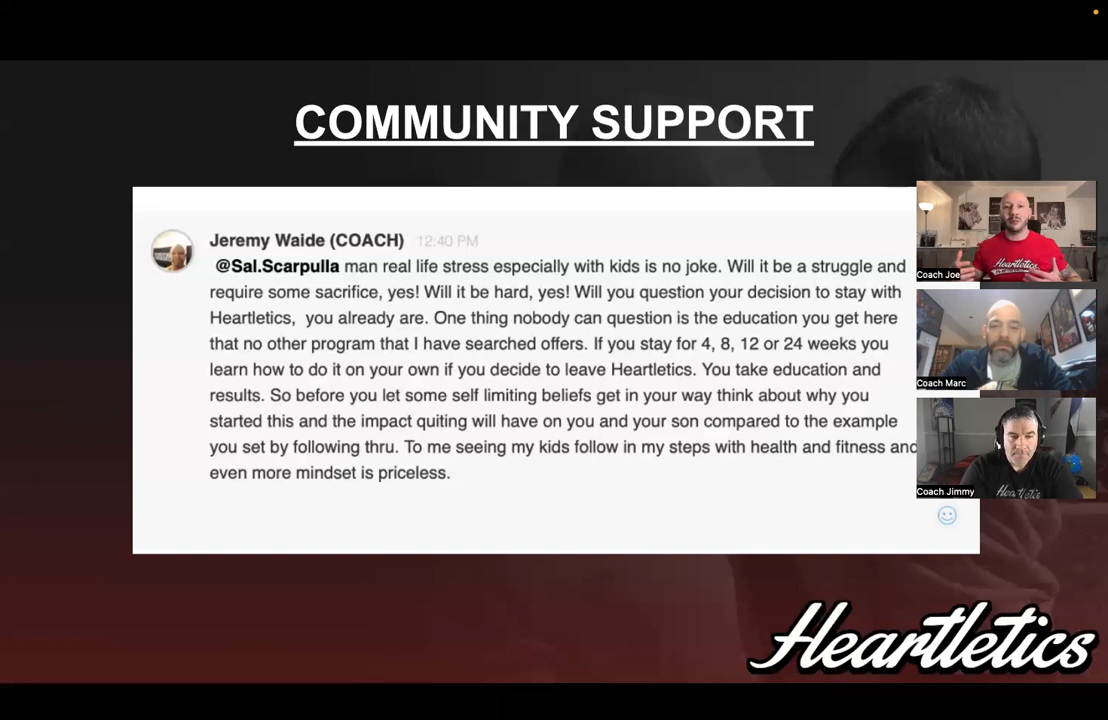 COMMUNITY SUPPORT
Jeremy Waide (COACH) 12:40 PM
@Sal.Scarpulla man real life stress especially with kids is no joke. Will it be a struggle and
require some sacrifice, yes! Will it be hard, yes! Will you question your decision to stay with
Heartletics, you already are. One thing nobody can question is the education you get here
that no other program that I have searched offers. If you stay for 4, 8, 12 or 24 weeks you
learn how to do it on your own if you decide to leave Heartletics. You take education and
results. So before you let some self limiting beliefs get in your way think about why you
started this and the impact quiting will have on you and your son compared to the example
you set by following thru. To me seeing my kids follow in my steps with health and fitness and
even more mindset is priceless.
Heartletics
Coach Joe
Coach Marc
Heartletics
Coach Jimmy
Heartletics